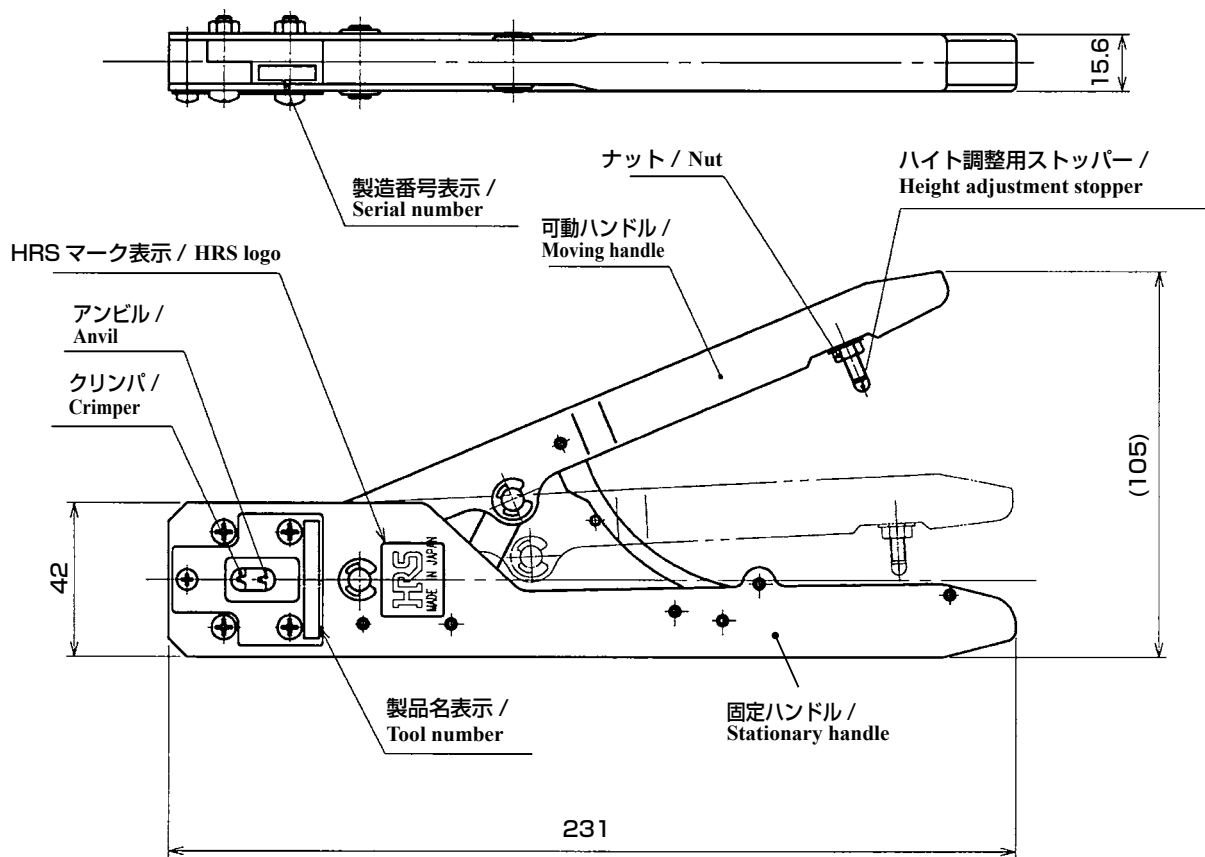 15.6
ナット / Nut
ハイト調整用ストッパー /
Height adjustment stopper
製造番号表示 /
Serial number
可動ハンドル /
Moving handle
HRS マーク表示 / HRS logo
アンビル /
Anvil
クリンパ /
Crimper
(105)
42
HRS
MADE IN JAPAN
製品名表示 /
Tool number
固定ハンドル /
Stationary handle
231